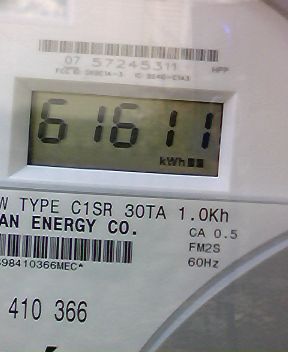 07 57245311
HPP
61611
kWh
W TYPE C1SR 30TA 1.0Kh
AN ENERGY CO.
CA 0.5
FM2S
98410366MEC*
60Hz
410 366